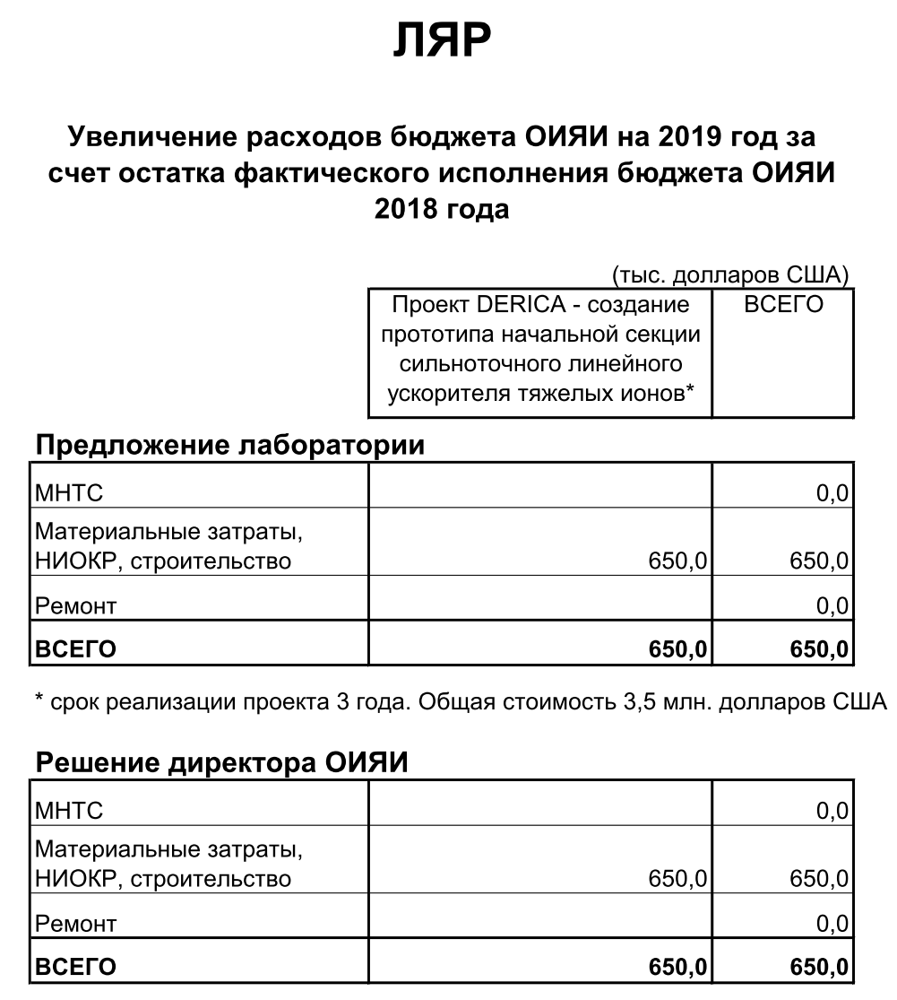 ЛЯР
Увеличение расходов бюджета ОИЯИ на 2019 год за
счет остатка фактического исполнения бюджета ОИЯИ
2018 года
(тыс. долларов США)
Проект DERICA - создание
прототипа начальной секции
сильноточного линейного
ускорителя тяжелых ионов*
ВСЕГО
Предложение лаборатории
МНТС 0,0
Материальные затраты,
НИОКР, строительство 650,0 650,0
Ремонт 0,0
ВСЕГО 650,0 650,0
* срок реализации проекта 3 года. Общая стоимость 3,5 млн. долларов США
Решение директора ОИЯИ
МНТС 0,0
Материальные затраты,
НИОКР, строительство 650,0 650,0
Ремонт 0,0
ВСЕГО 650,0 650,0